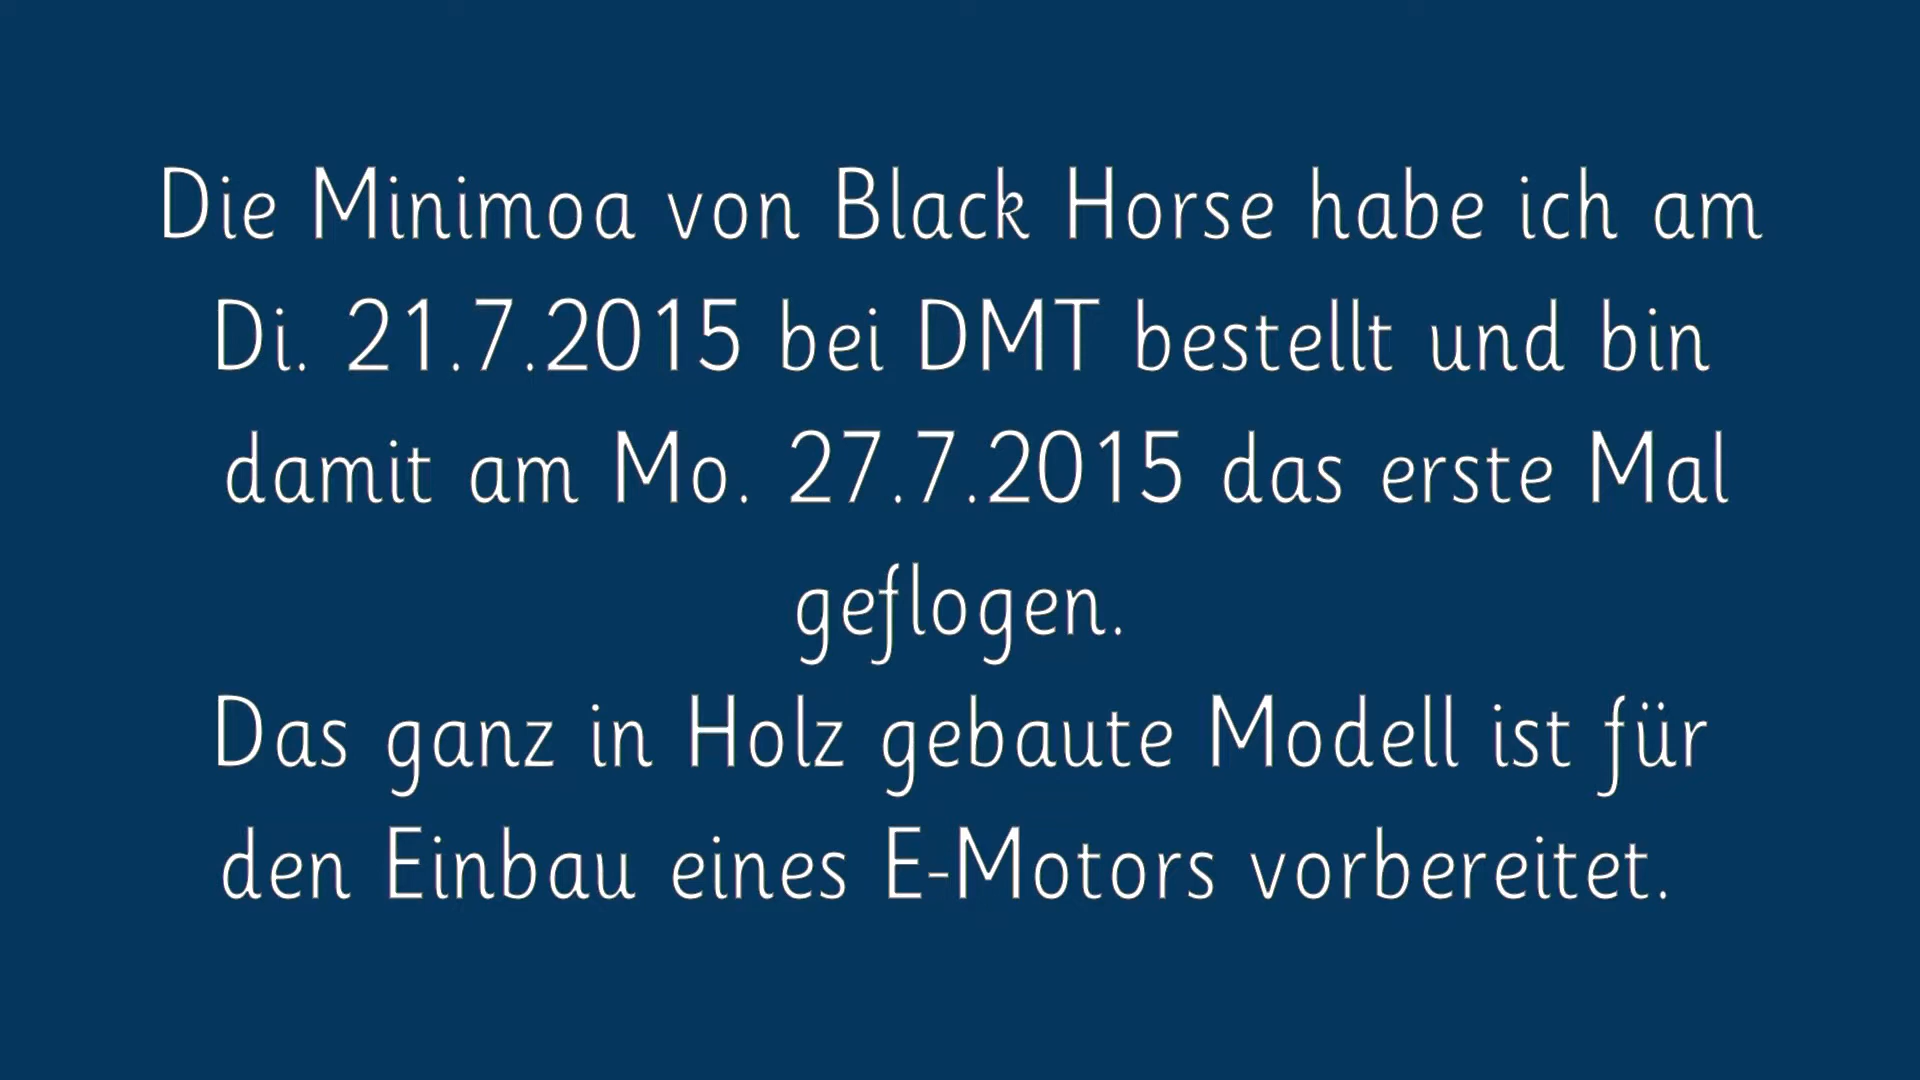 Die Minimoa von Black Horse habe ich am
Di. 21.7.2015 bei DMT bestellt und bin
damit am Mo. 27.7.2015 das erste Mal
geflogen.
Das ganz in Holz gebaute Modell ist für
den Einbau eines E-Motors vorbereitet.